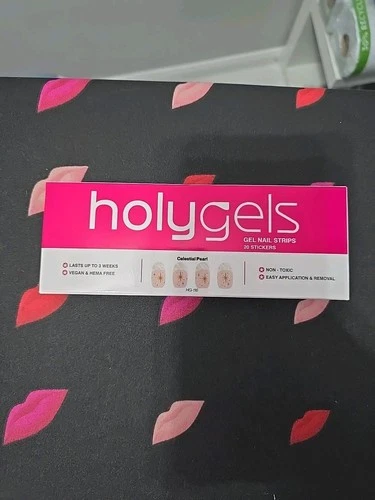 holygels
GEL NAIL STRIPS
20 STICKERS
LASTS UP TO 2 WEEKS
VEGAN & HEMA FREE
Celestial Pearl
NON - TOXIC
EASY APPLICATION & REMOVAL